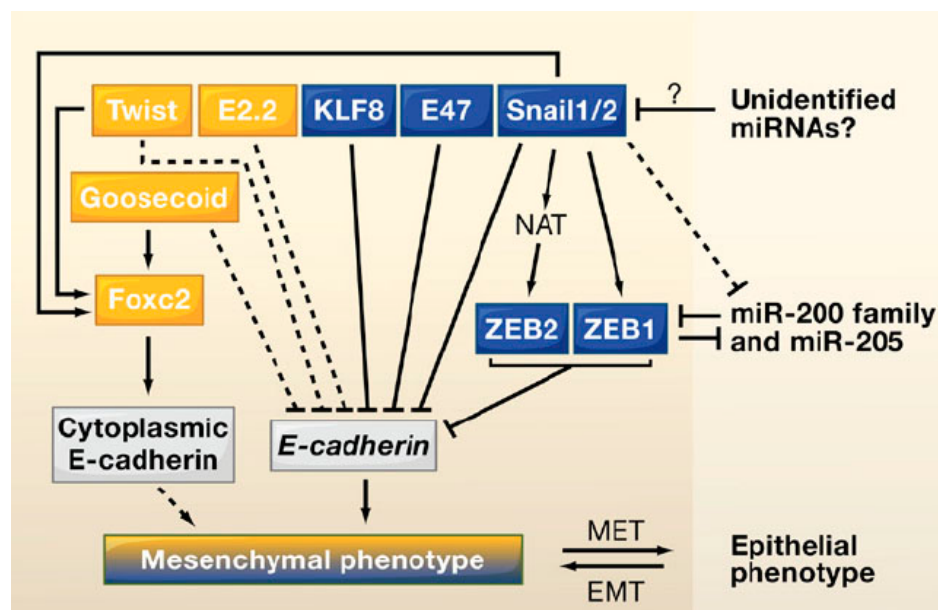 Twist
E2.2
KLF8
E47
Snail1/2
?
Unidentified
miRNAs?
Goosecoid
NAT
Foxc2
ZEB2
ZEB1
miR-200 family
and miR-205
Cytoplasmic
E-cadherin
E-cadherin
Mesenchymal phenotype
MET
EMT
Epithelial
phenotype